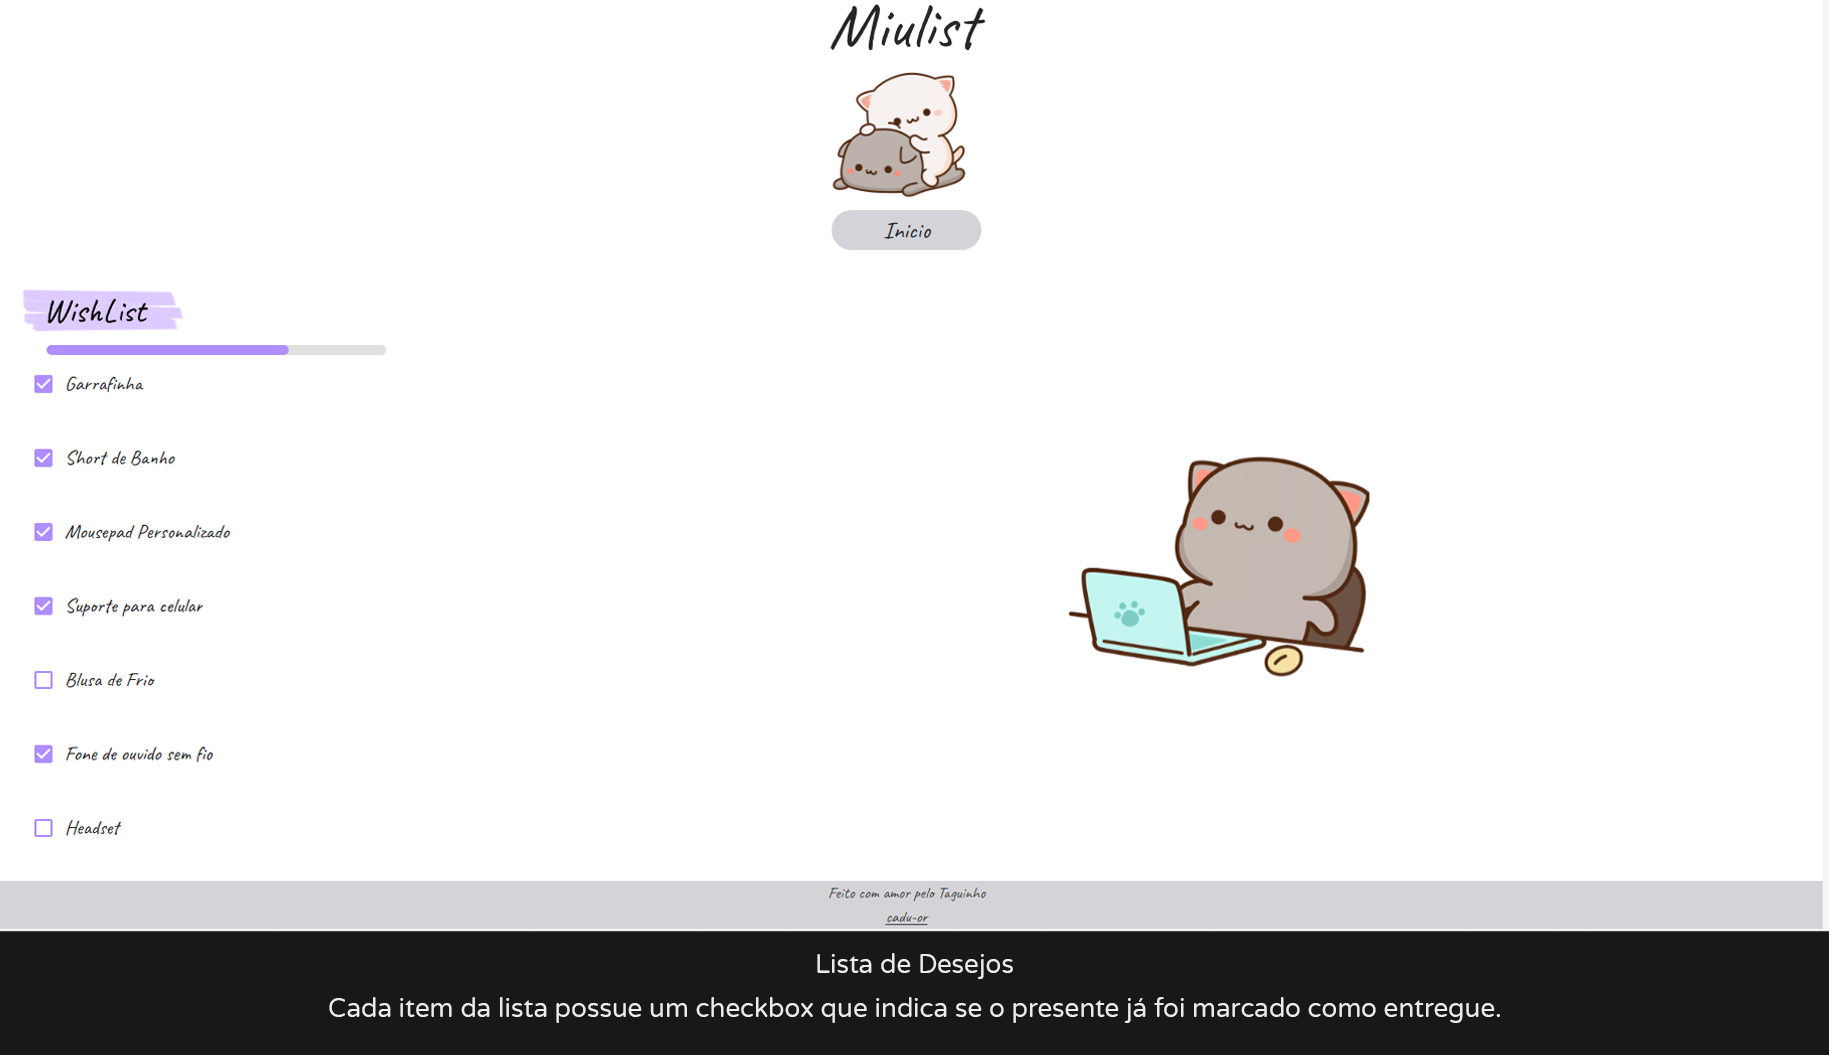 Miulist
Inicio
WishList
Garrafinha
Short de Banho
Mousepad Personalizado
Suporte para celular
Blusa de Frio
Fone de ouvido sem fio
Headset
Feito com amor pelo Taguinho
cadu-or
Lista de Desejos
Cada item da lista possue um checkbox que indica se o presente já foi marcado como entregue.